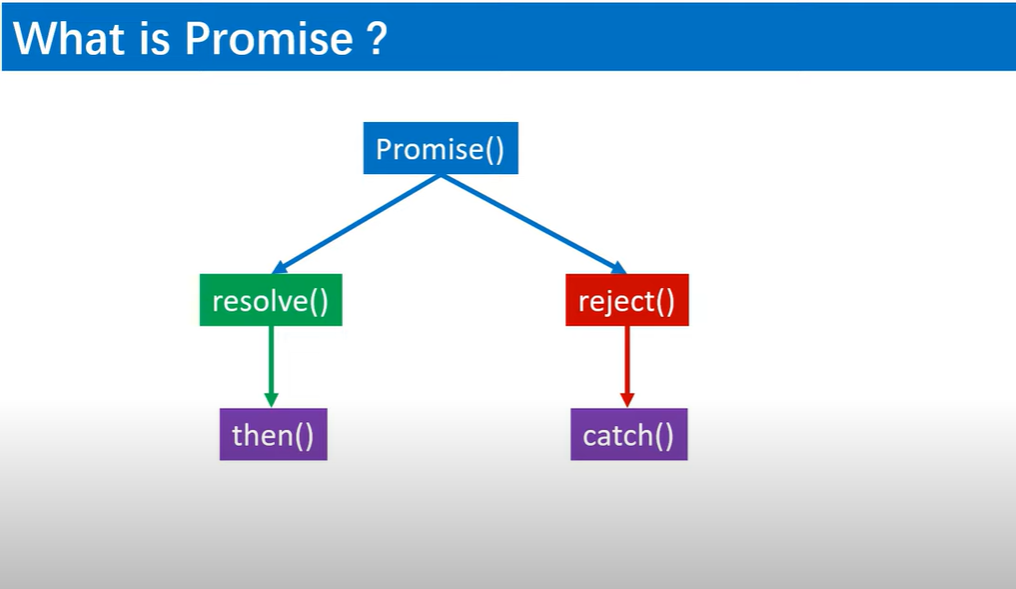 What is Promise ?
Promise()
resolve()
reject()
then()
catch()